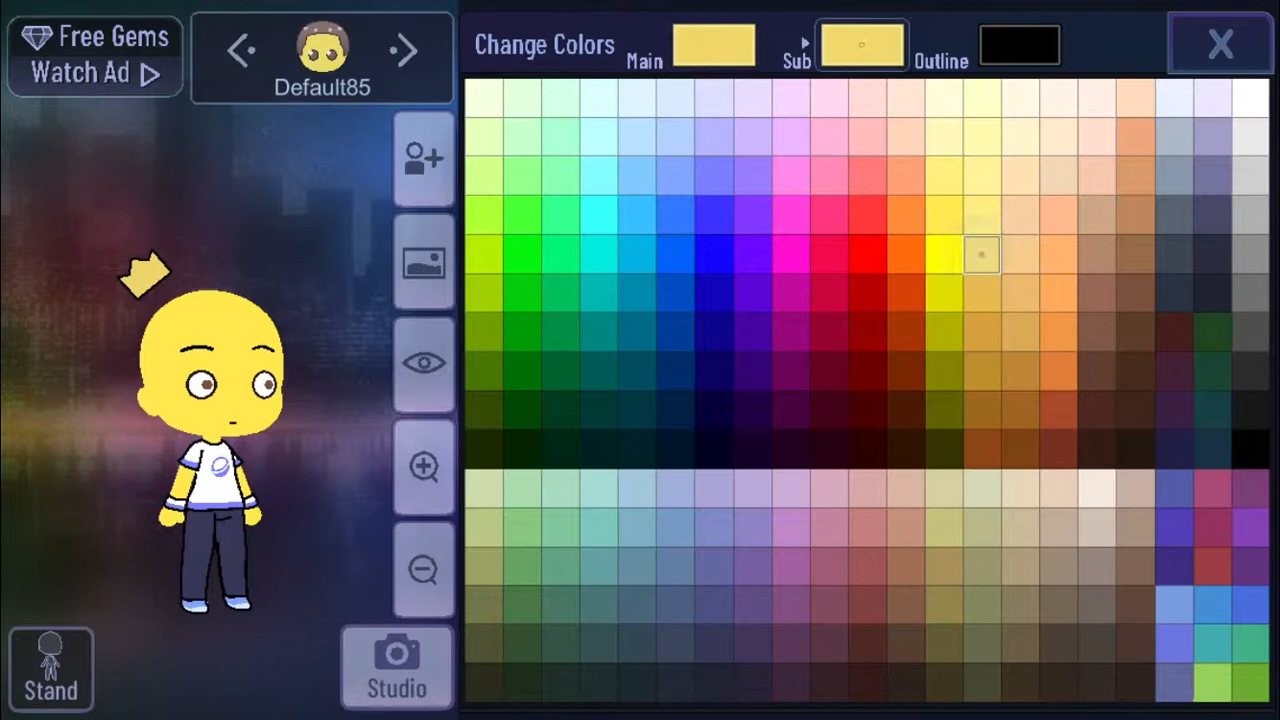 Free Gems
Watch Ad
Default85
Change Colors
Main
Sub
Outline
X
Stand
Studio